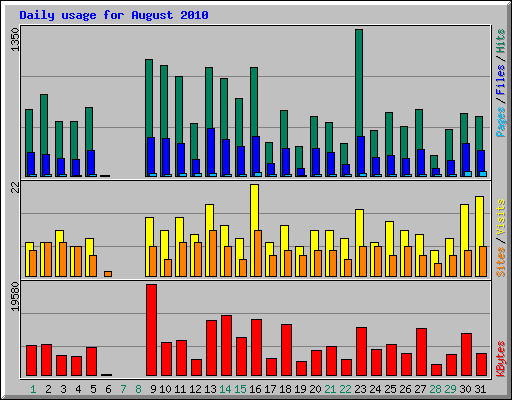 Daily usage for August 2010
1350
Pages / Files / Hits
22
Sites / Visits
19580
KBytes
1 2 3 4 5 6 7 8 9 10 11 12 13 14 15 16 17 18 19 20 21 22 23 24 25 26 27 28 29 30 31